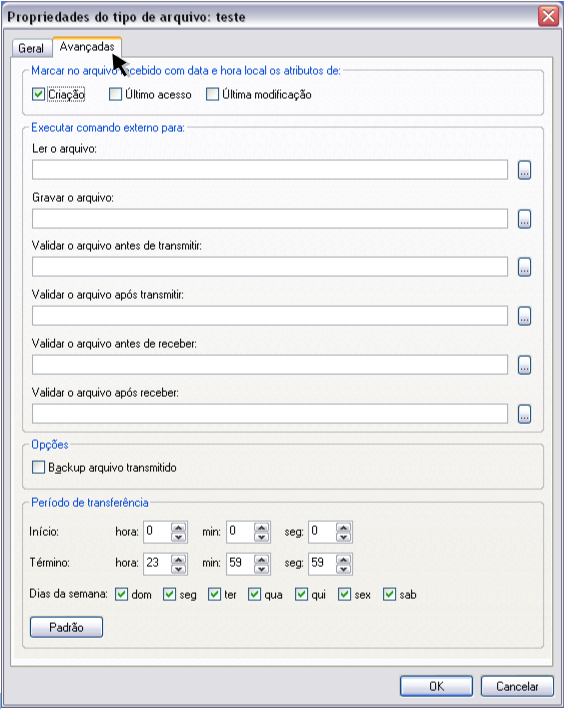 Propriedades do tipo de arquivo: teste
Geral Avançadas
Marcar no arquivo recebido com data e hora local os atributos de:
Criação Último acesso Última modificação
Executar comando externo para:
Ler o arquivo:
...
Gravar o arquivo:
...
Validar o arquivo antes de transmitir:
...
Validar o arquivo após transmitir:
...
Validar o arquivo antes de receber:
...
Validar o arquivo após receber:
...
Opções
Backup arquivo transmitido
Período de transferência
Início: hora: 0 min: 0 seg: 0
Término: hora: 23 min: 59 seg: 59
Dias da semana: dom seg ter qua qui sex sab
Padrão
OK Cancelar